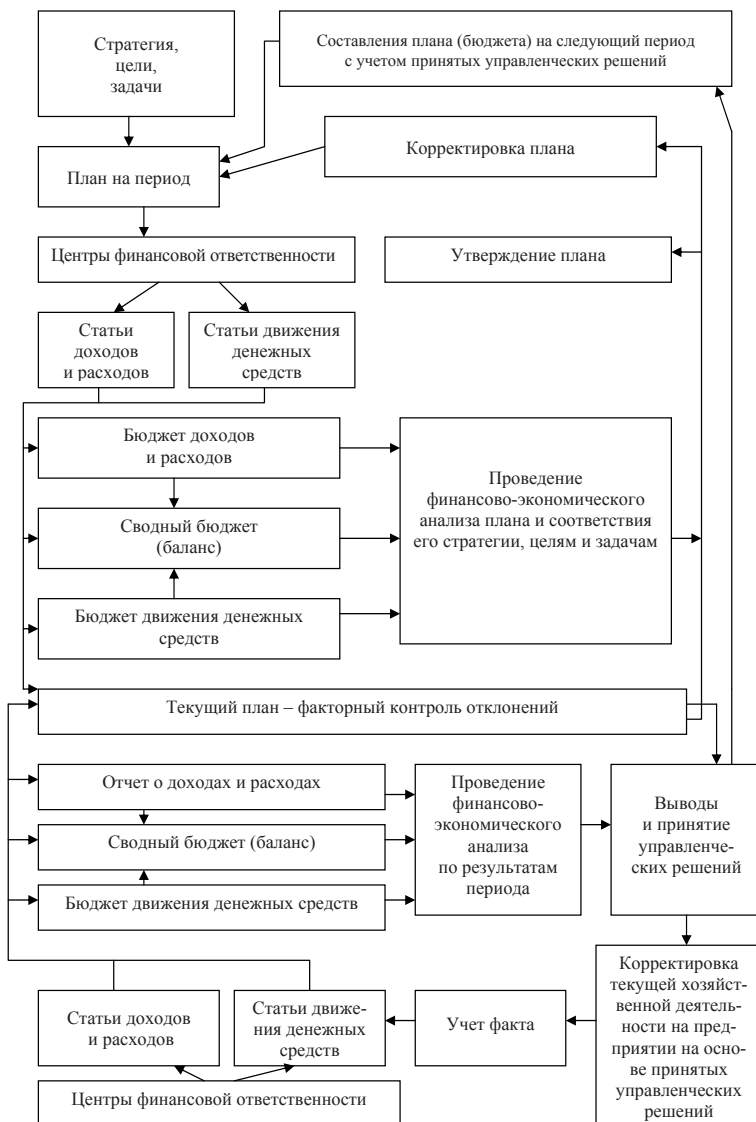 Стратегия,
цели,
задачи
Составления плана (бюджета) на следующий период
с учетом принятых управленческих решений
План на период
Корректировка плана
Центры финансовой ответственности
Утверждение плана
Статьи
доходов
и расходов
Статьи движения
денежных
средств
Бюджет доходов
и расходов
Сводный бюджет
(баланс)
Бюджет движения денежных
средств
Проведение
финансово-экономического
анализа плана и соответствия
его стратегии, целям и задачам
Текущий план – факторный контроль отклонений
Отчет о доходах и расходах
Сводный бюджет (баланс)
Бюджет движения денежных средств
Проведение
финансово-
экономического
анализа
по результатам
периода
Выводы
и принятие
управленче-
ских решений
Статьи доходов
и расходов
Статьи движе-
ния денежных
средств
Учет факта
Корректировка
текущей хозяйст-
венной деятель-
ности на пред-
приятии на осно-
ве принятых
управленческих
решений
Центры финансовой ответственности